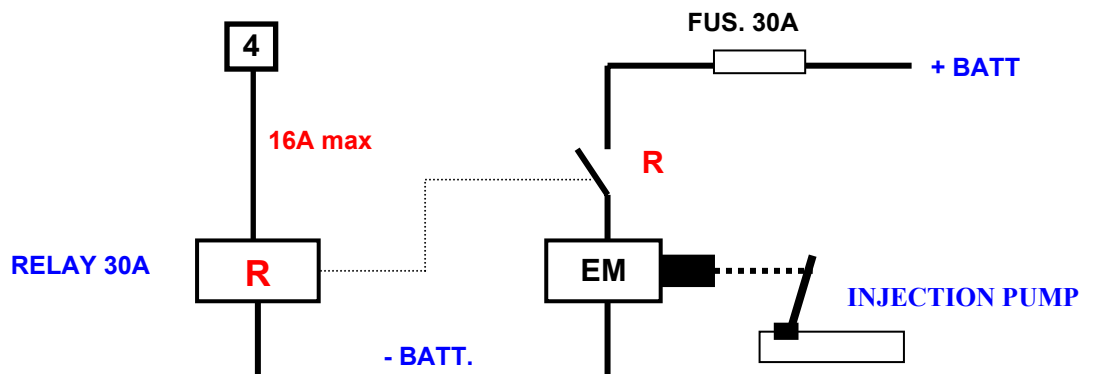 FUS. 30A
4
+ BATT
16A max
R
RELAY 30A
R
EM
INJECTION PUMP
- BATT.